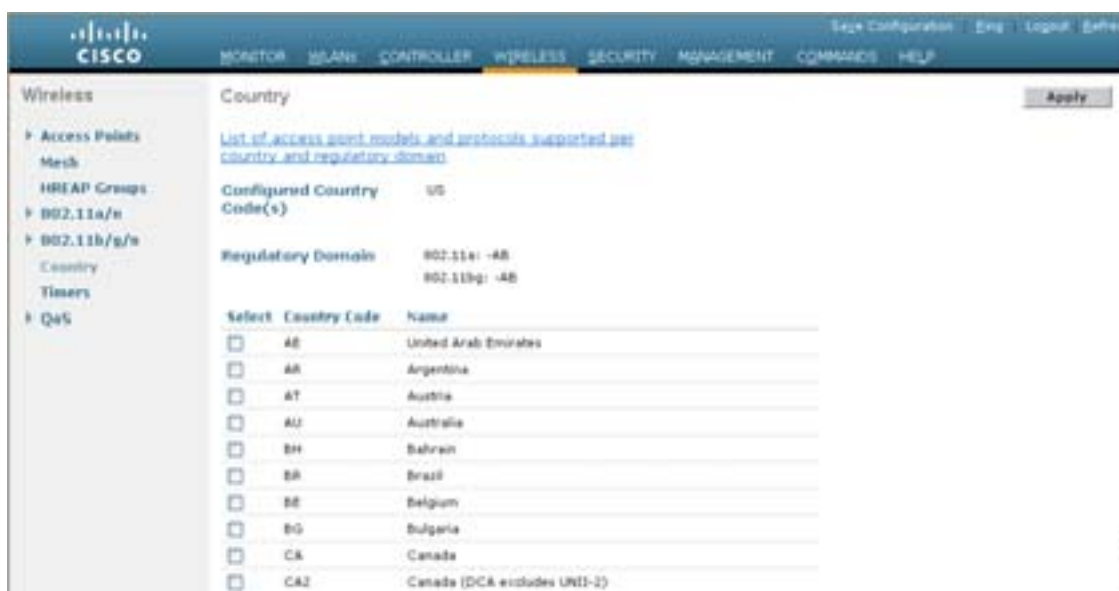 Save Configuration Ping Logout Refre
CISCO
MONITOR WLANs CONTROLLER WIRELESS SECURITY MANAGEMENT COMMANDS HELP
Wireless
Access Points
Mesh
HREAP Groups
802.11a/n
802.11b/g/n
Country
Timers
QoS
Country
Apply
List of access point models and protocols supported per
country and regulatory domain
Configured Country
Code(s)
US
Regulatory Domain
802.11a: -AB
802.11bg: -AB
Select Country Code Name
AE United Arab Emirates
AR Argentina
AT Austria
AU Australia
BH Bahrain
BR Brazil
BE Belgium
BG Bulgaria
CA Canada
CA2 Canada (DCA excludes UNII-2)